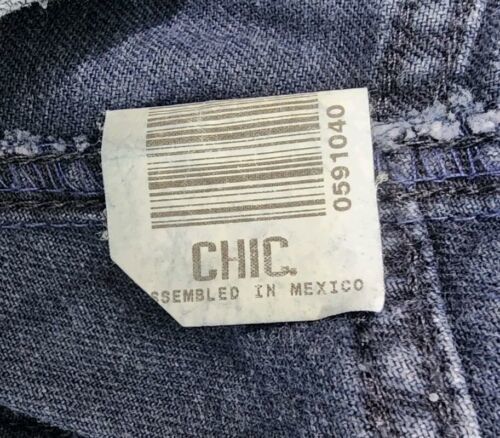 0591040
CHIC.
SSEMBLED IN MEXICO